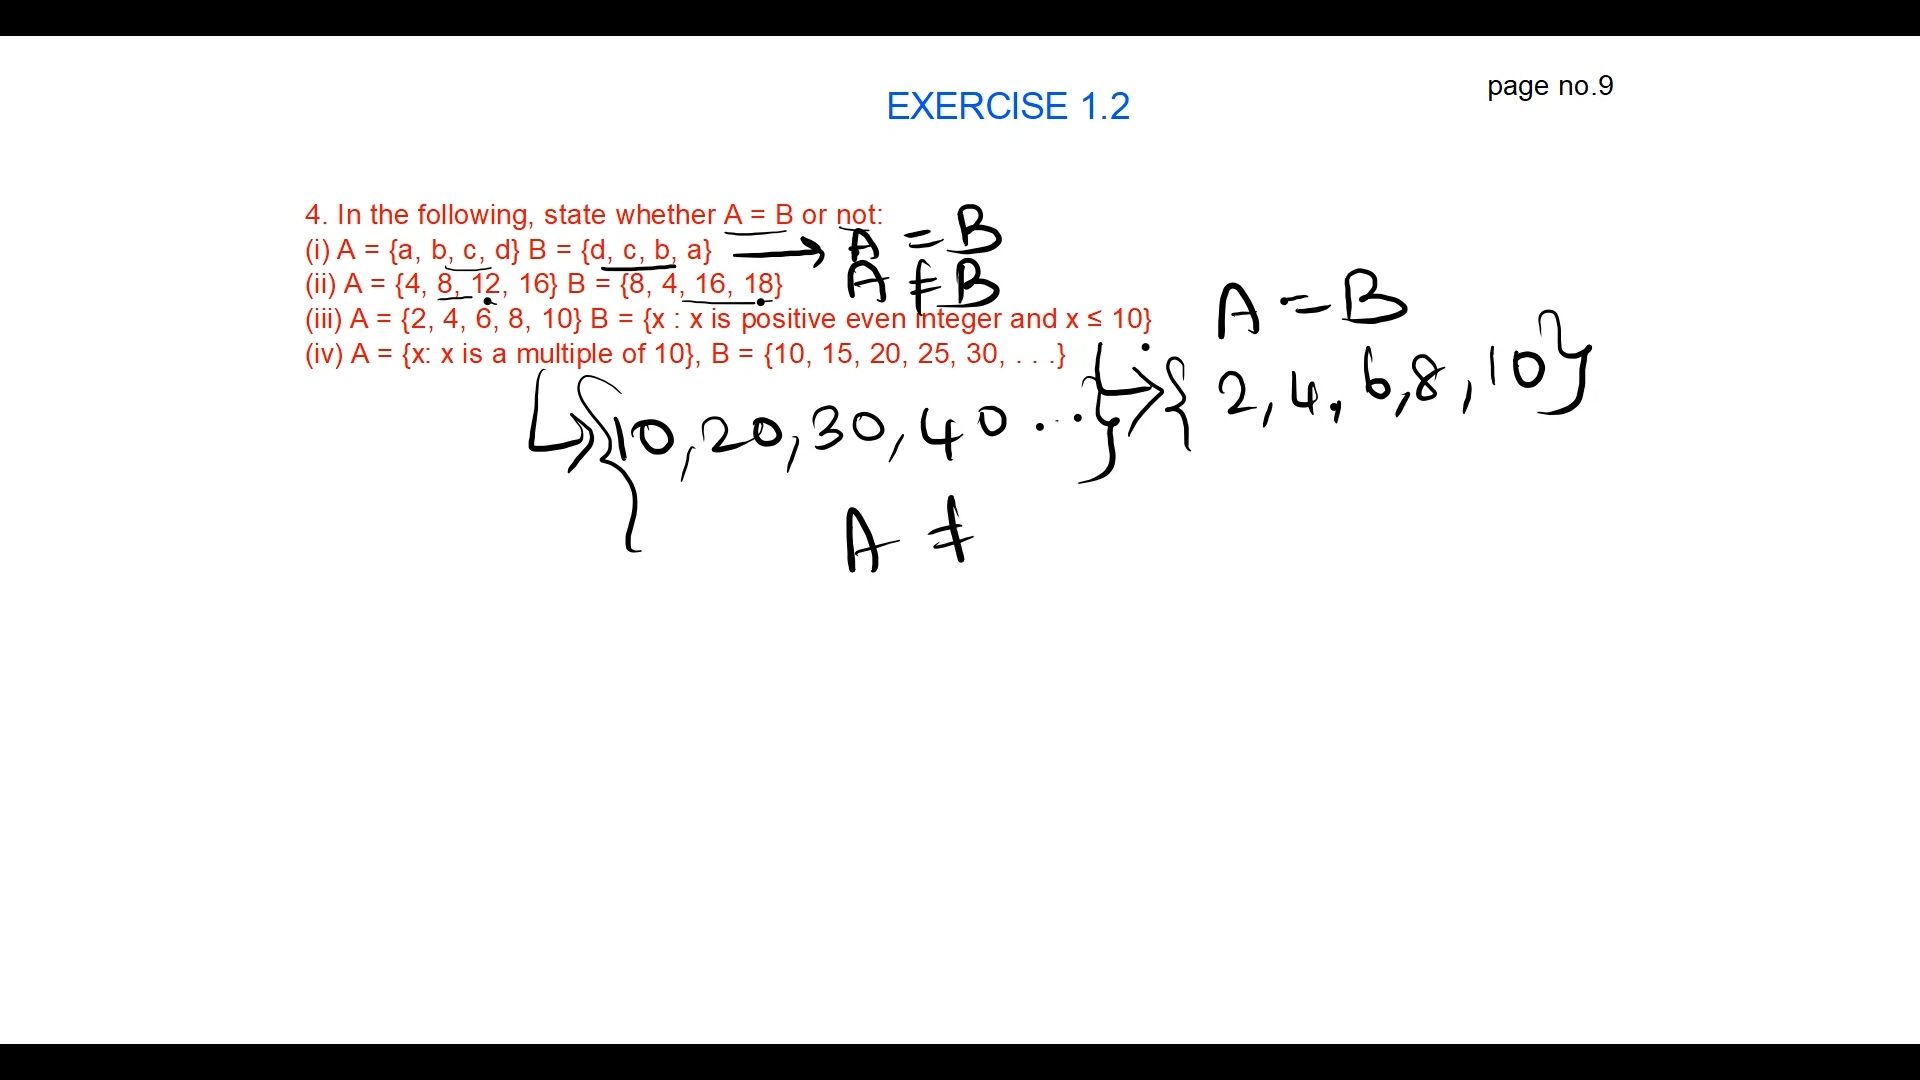 page no.9
EXERCISE 1.2
4. In the following, state whether A = B or not:
(i) A = {a, b, c, d} B = {d, c, b, a} → A = B
(ii) A = {4, 8, 12, 16} B = {8, 4, 16, 18} A ≠ B
(iii) A = {2, 4, 6, 8, 10} B = {x : x is positive even integer and x ≤ 10} A = B
(iv) A = {x: x is a multiple of 10}, B = {10, 15, 20, 25, 30, . . .}
→ { 2, 4, 6, 8, 10 }
→ { 10, 20, 30, 40 ... }
A ≠